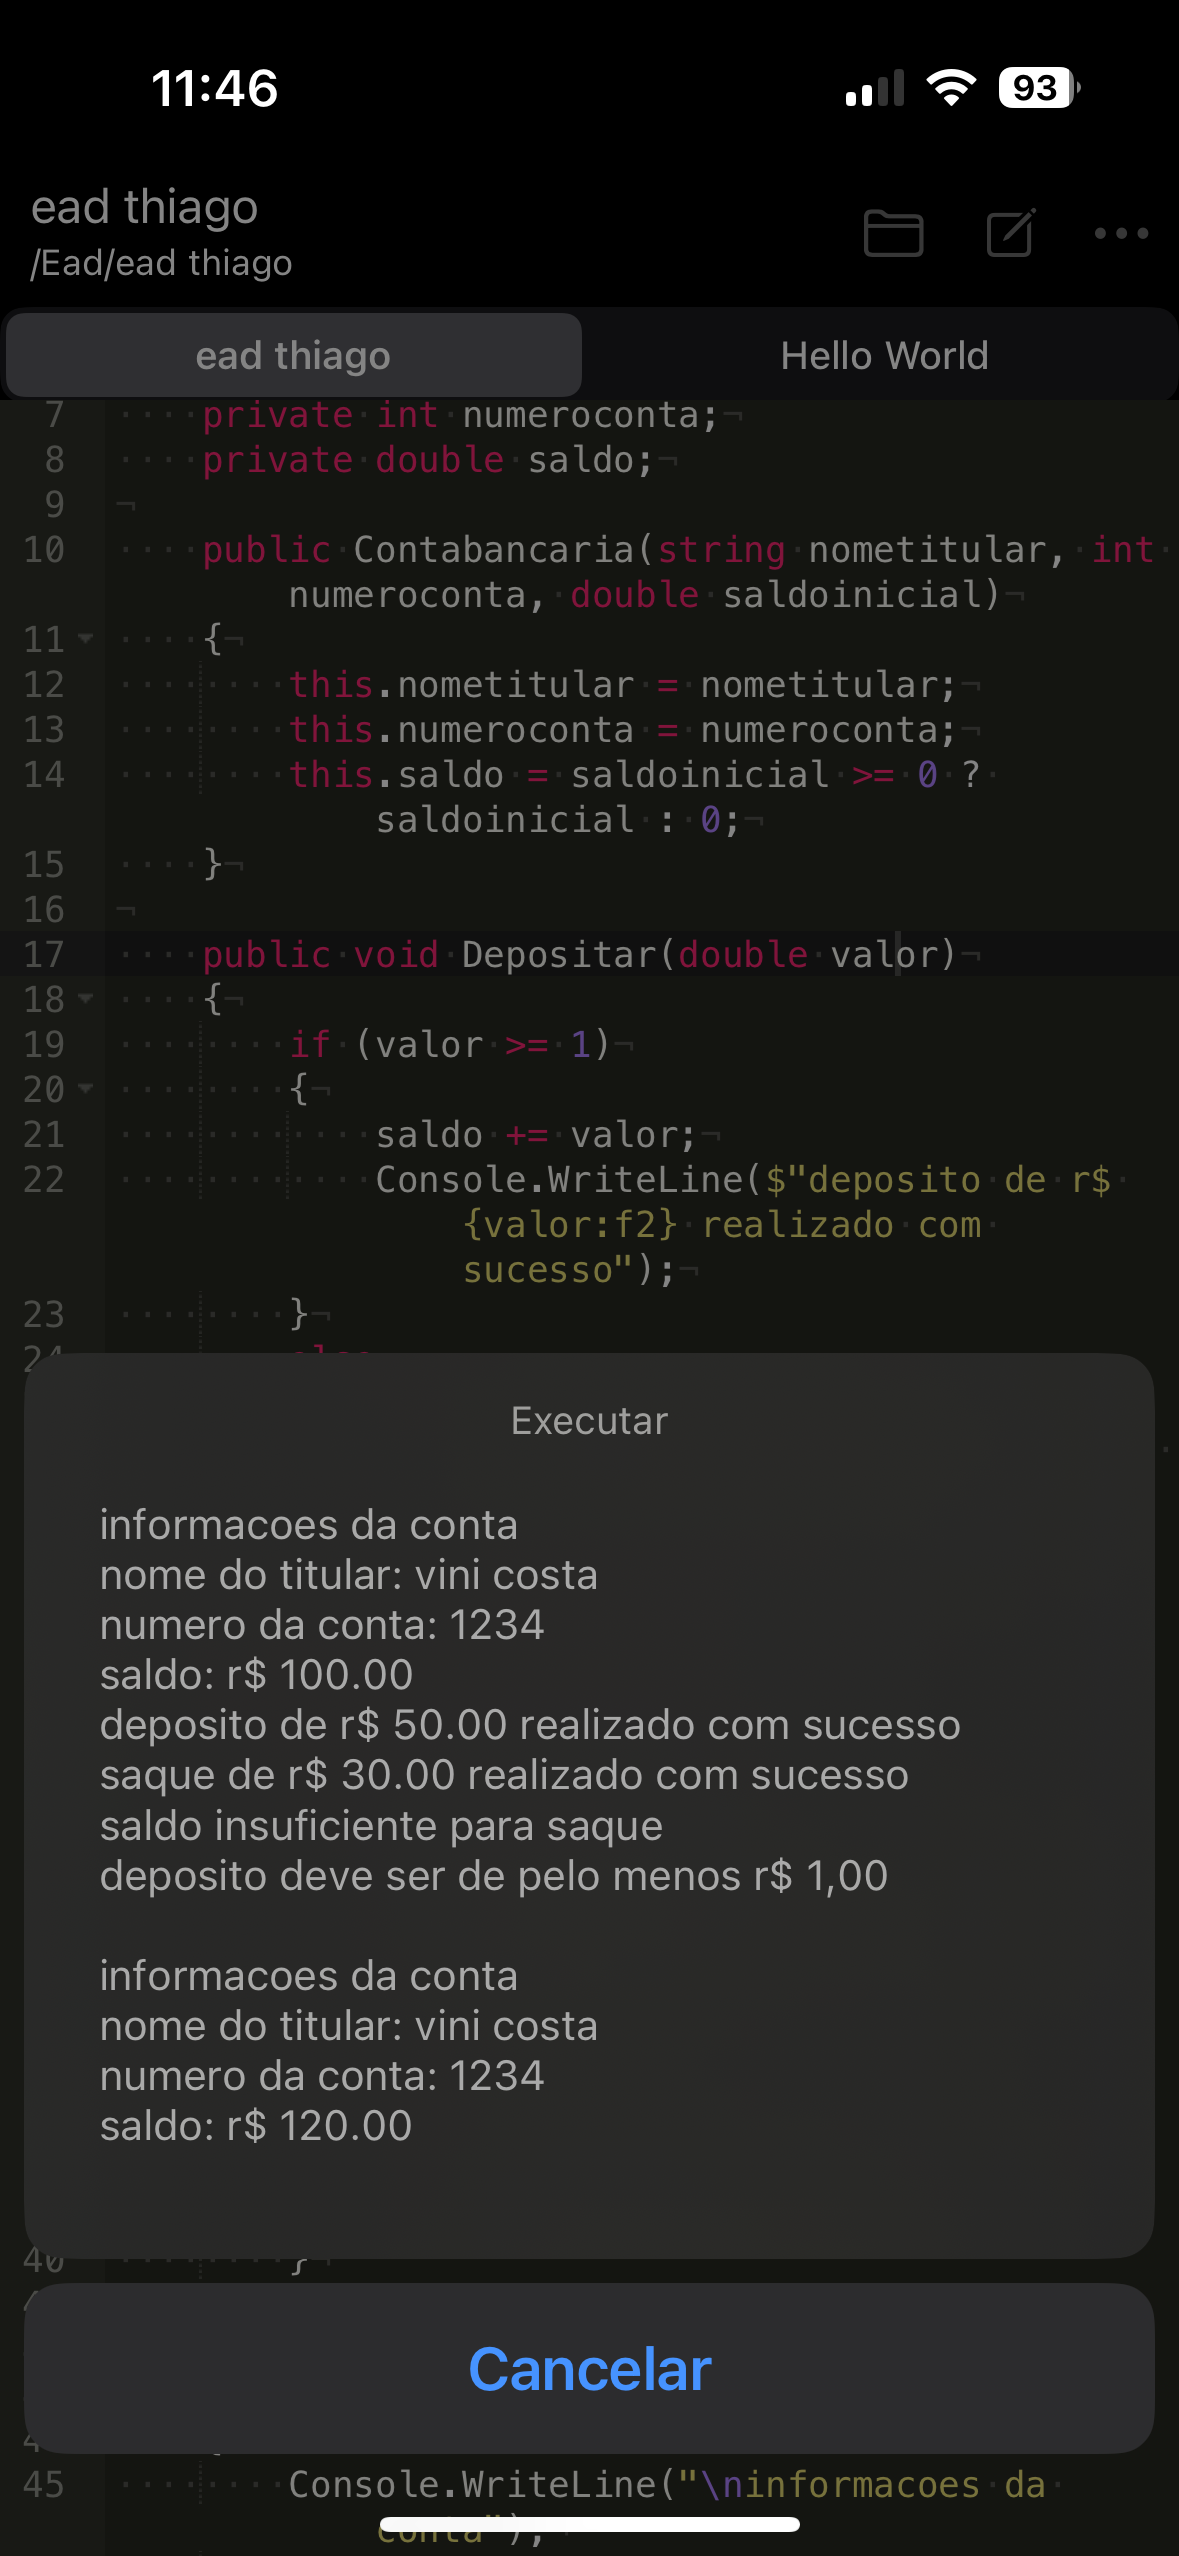 11:46
93
ead thiago
/Ead/ead thiago
ead thiago
Hello World
7 private int numeroconta;
8 private double saldo;
9
10 public Contabancaria(string nometitular, int
numeroconta, double saldoinicial)
11 {
12 this.nometitular = nometitular;
13 this.numeroconta = numeroconta;
14 this.saldo = saldoinicial >= 0 ?
saldoinicial : 0;
15 }
16
17 public void Depositar(double valor)
18 {
19 if (valor >= 1)
20 {
21 saldo += valor;
22 Console.WriteLine($"deposito de r$
{valor:f2} realizado com
sucesso");
23 }
24 else
Executar
informacoes da conta
nome do titular: vini costa
numero da conta: 1234
saldo: r$ 100.00
deposito de r$ 50.00 realizado com sucesso
saque de r$ 30.00 realizado com sucesso
saldo insuficiente para saque
deposito deve ser de pelo menos r$ 1,00
informacoes da conta
nome do titular: vini costa
numero da conta: 1234
saldo: r$ 120.00
40 }
Cancelar
45 Console.WriteLine("\ninformacoes da
conta");